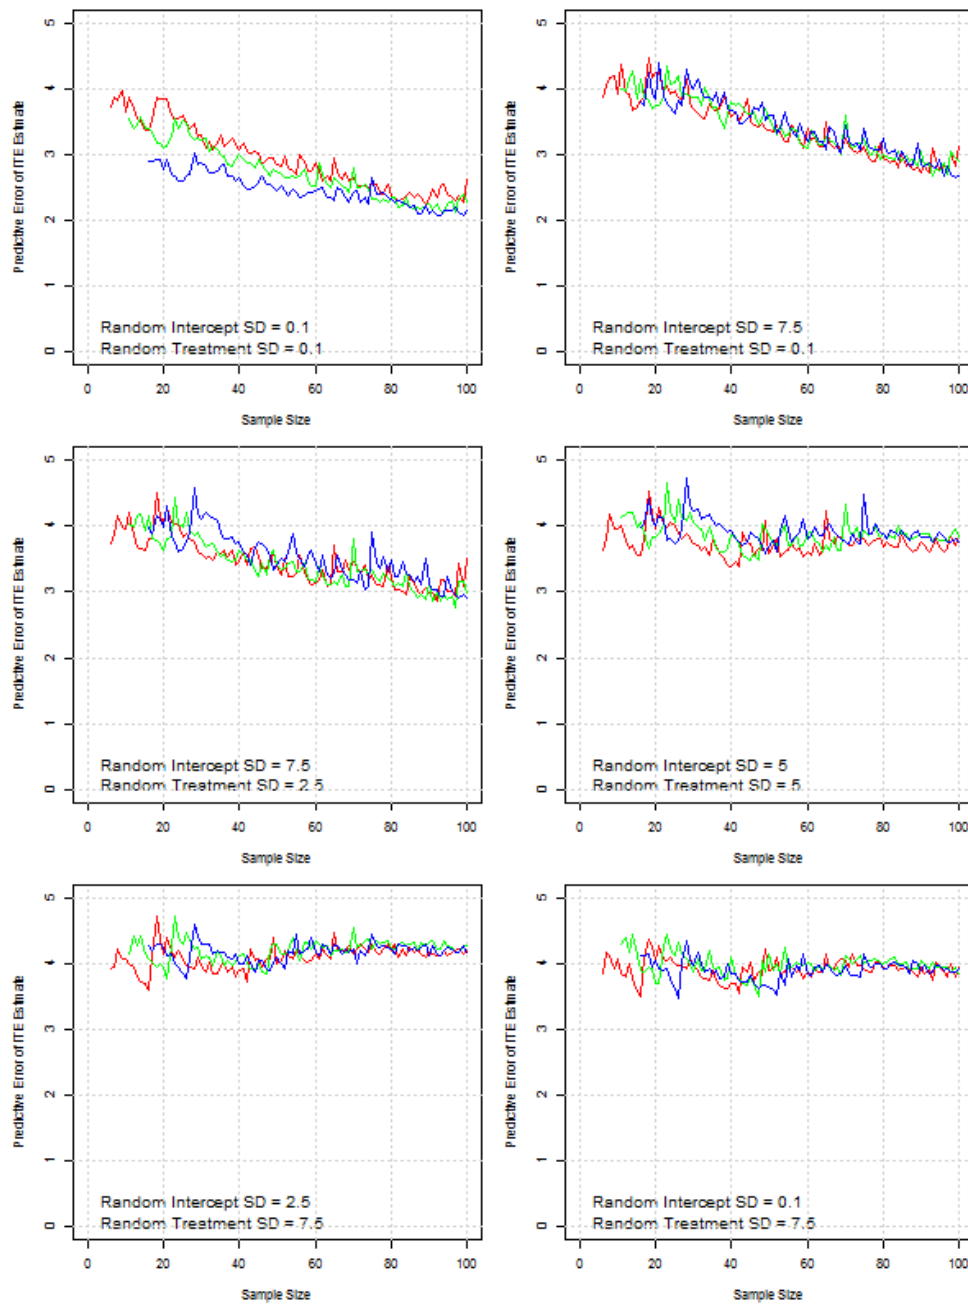 5
4
3
2
1
0
Predictive Error of ITE Estimate
Random Intercept SD = 0.1
Random Treatment SD = 0.1
0 20 40 60 80 100
Sample Size
5
4
3
2
1
0
Predictive Error of ITE Estimate
Random Intercept SD = 7.5
Random Treatment SD = 0.1
0 20 40 60 80 100
Sample Size
5
4
3
2
1
0
Predictive Error of ITE Estimate
Random Intercept SD = 7.5
Random Treatment SD = 2.5
0 20 40 60 80 100
Sample Size
5
4
3
2
1
0
Predictive Error of ITE Estimate
Random Intercept SD = 5
Random Treatment SD = 5
0 20 40 60 80 100
Sample Size
5
4
3
2
1
0
Predictive Error of ITE Estimate
Random Intercept SD = 2.5
Random Treatment SD = 7.5
0 20 40 60 80 100
Sample Size
5
4
3
2
1
0
Predictive Error of ITE Estimate
Random Intercept SD = 0.1
Random Treatment SD = 7.5
0 20 40 60 80 100
Sample Size